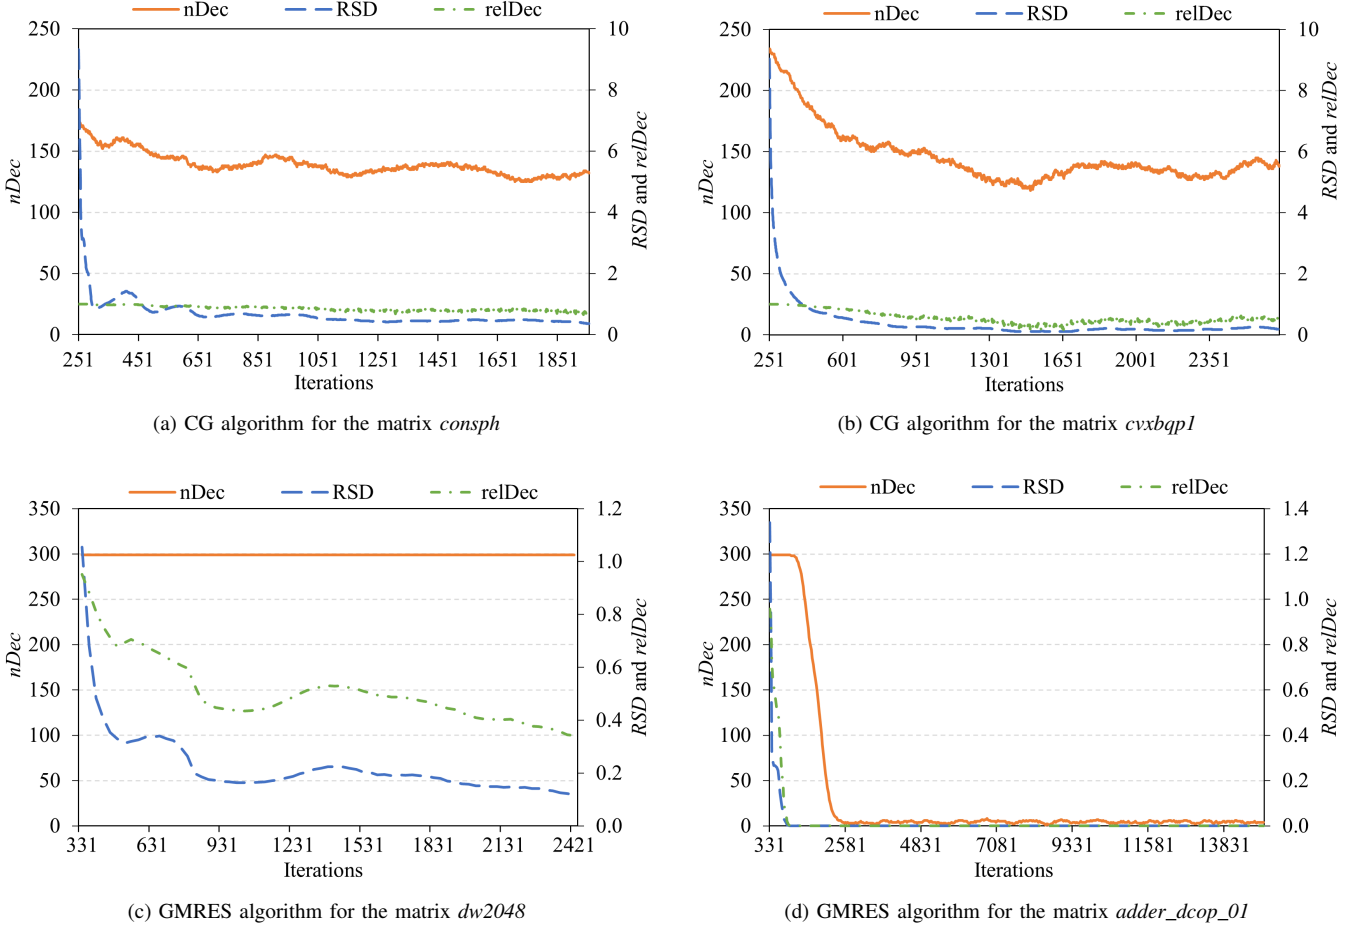 nDec RSD relDec
250
200
150
100
50
0
nDec
10
8
6
4
2
0
RSD and relDec
251 451 651 851 1051 1251 1451 1651 1851
Iterations
(a) CG algorithm for the matrix consph
nDec RSD relDec
250
200
150
100
50
0
nDec
10
8
6
4
2
0
RSD and relDec
251 601 951 1301 1651 2001 2351
Iterations
(b) CG algorithm for the matrix cvxbqp1
nDec RSD relDec
350
300
250
200
150
100
50
0
nDec
1.2
1.0
0.8
0.6
0.4
0.2
0.0
RSD and relDec
331 631 931 1231 1531 1831 2131 2421
Iterations
(c) GMRES algorithm for the matrix dw2048
nDec RSD relDec
350
300
250
200
150
100
50
0
nDec
1.4
1.2
1.0
0.8
0.6
0.4
0.2
0.0
RSD and relDec
331 2581 4831 7081 9331 11581 13831
Iterations
(d) GMRES algorithm for the matrix adder_dcop_01